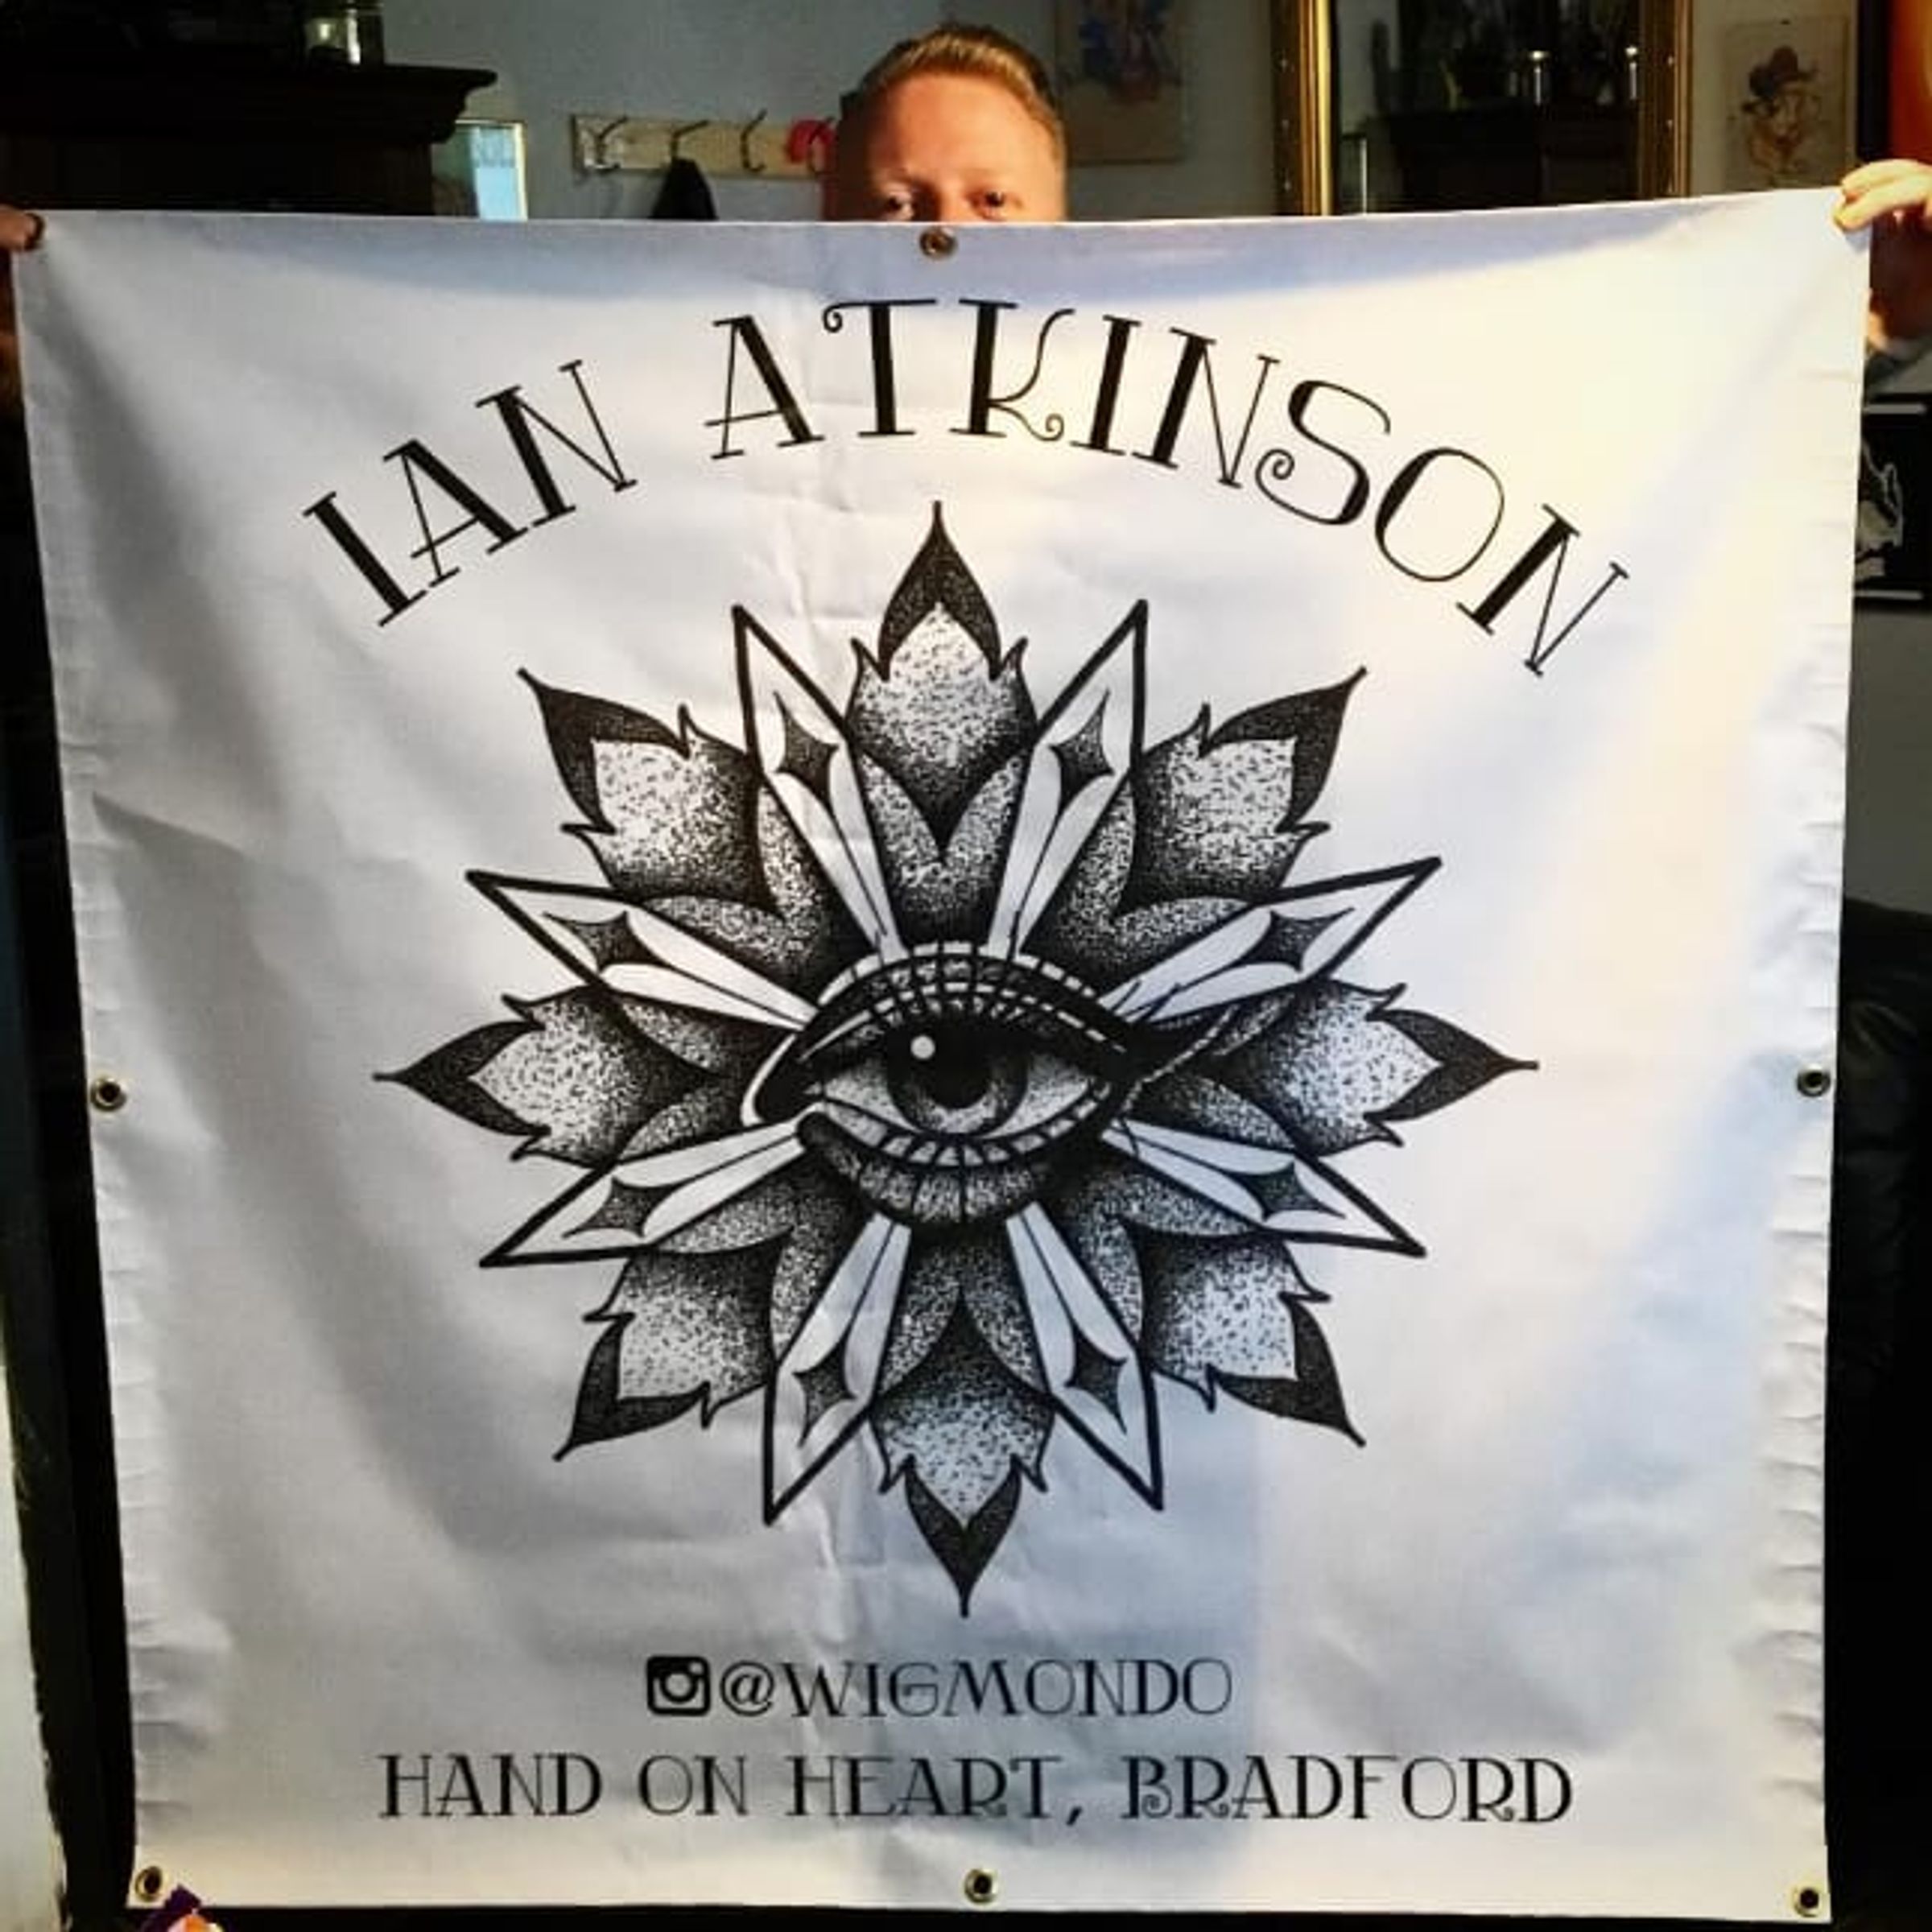 IAN ATKINSON
@WIGMONDO
HAND ON HEART, BRADFORD